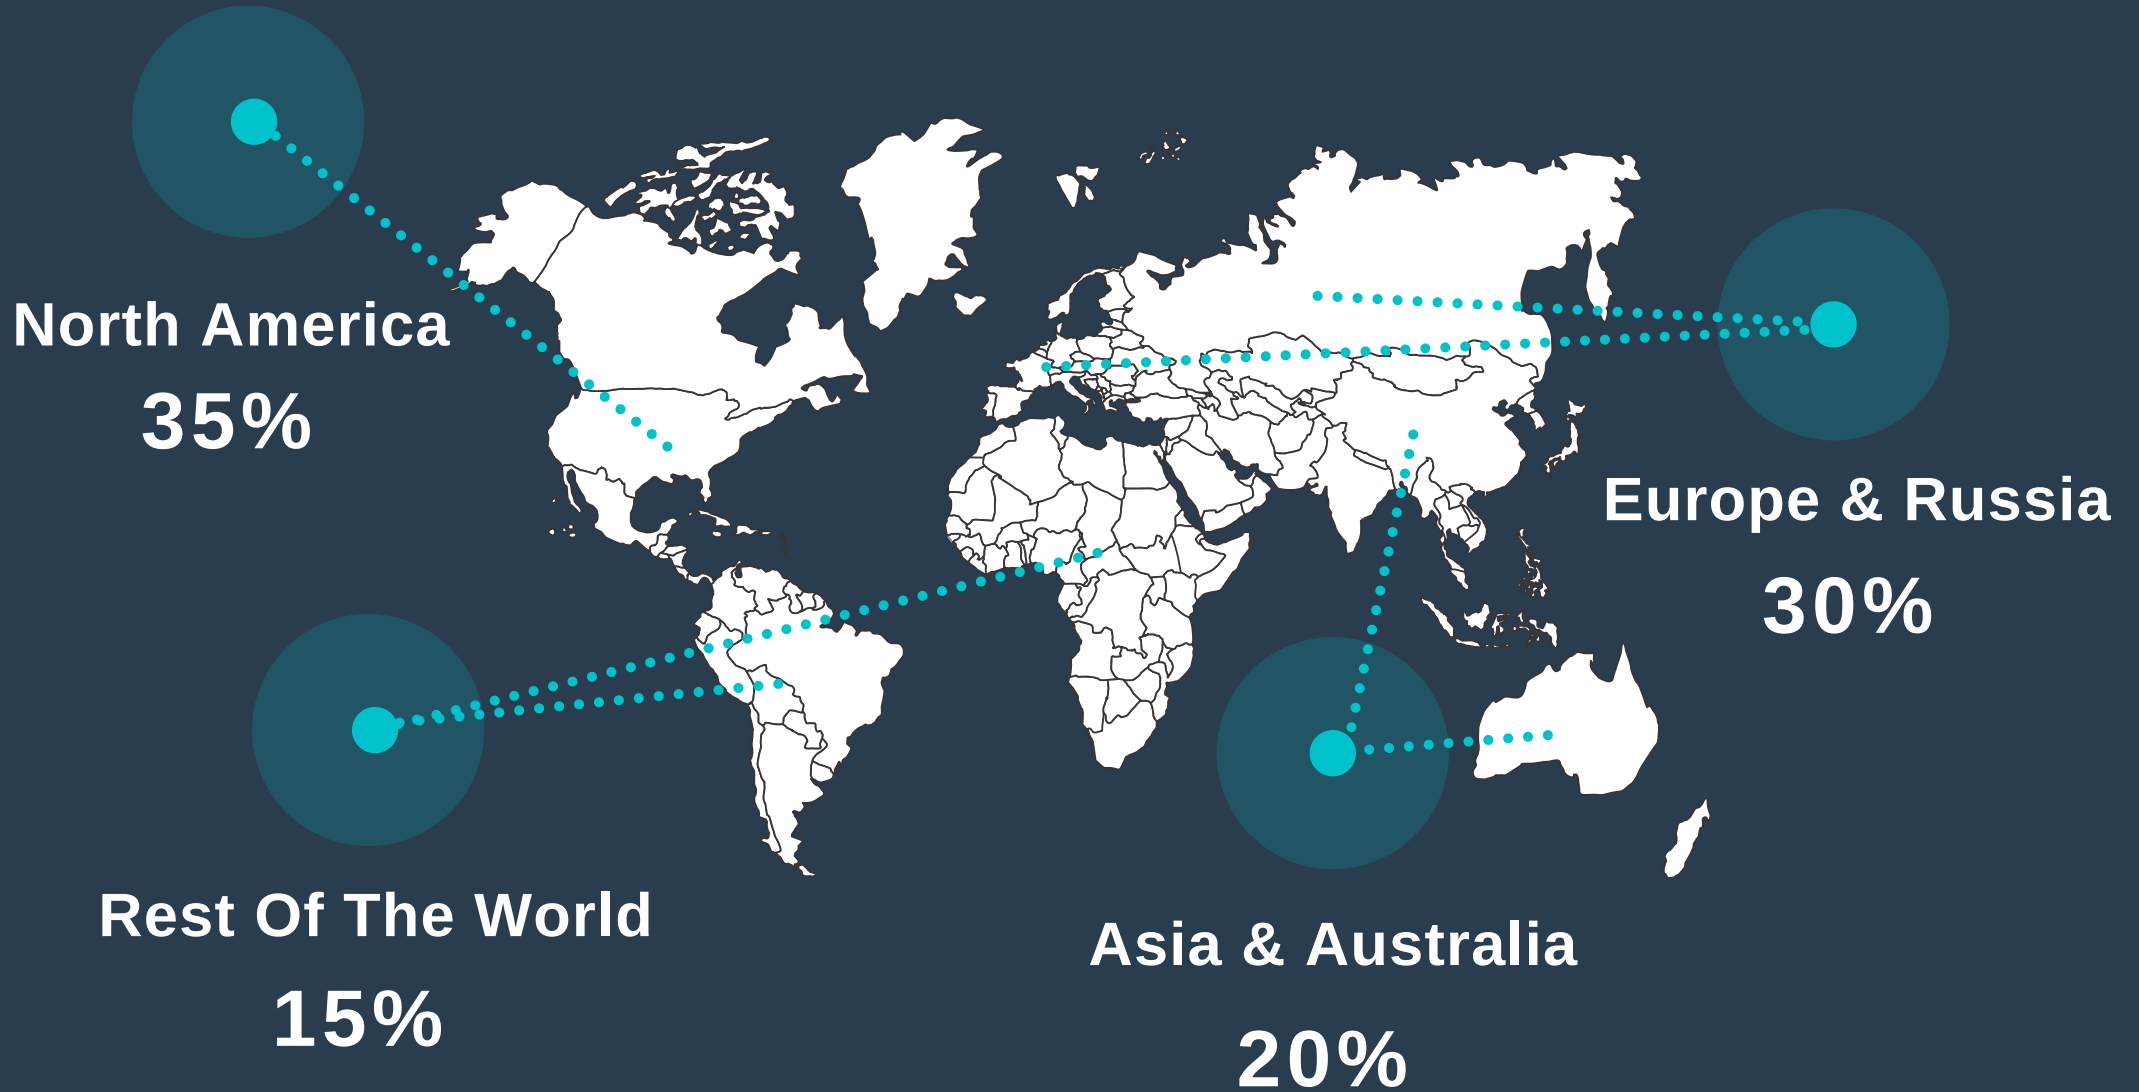 North America
35%
Europe & Russia
30%
Rest Of The World
15%
Asia & Australia
20%